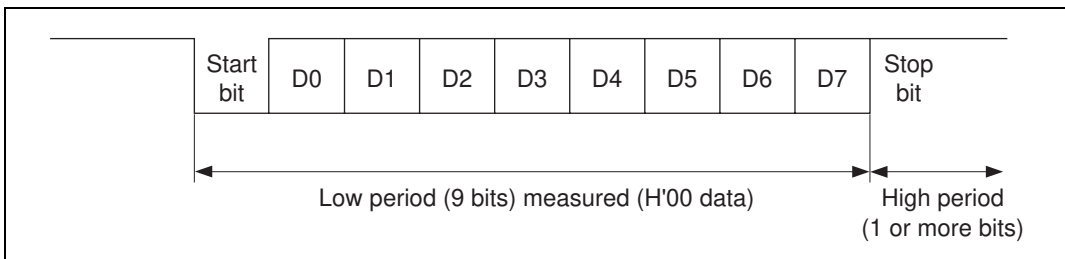 Start bit
D0
D1
D2
D3
D4
D5
D6
D7
Stop bit
Low period (9 bits) measured (H'00 data)
High period
(1 or more bits)